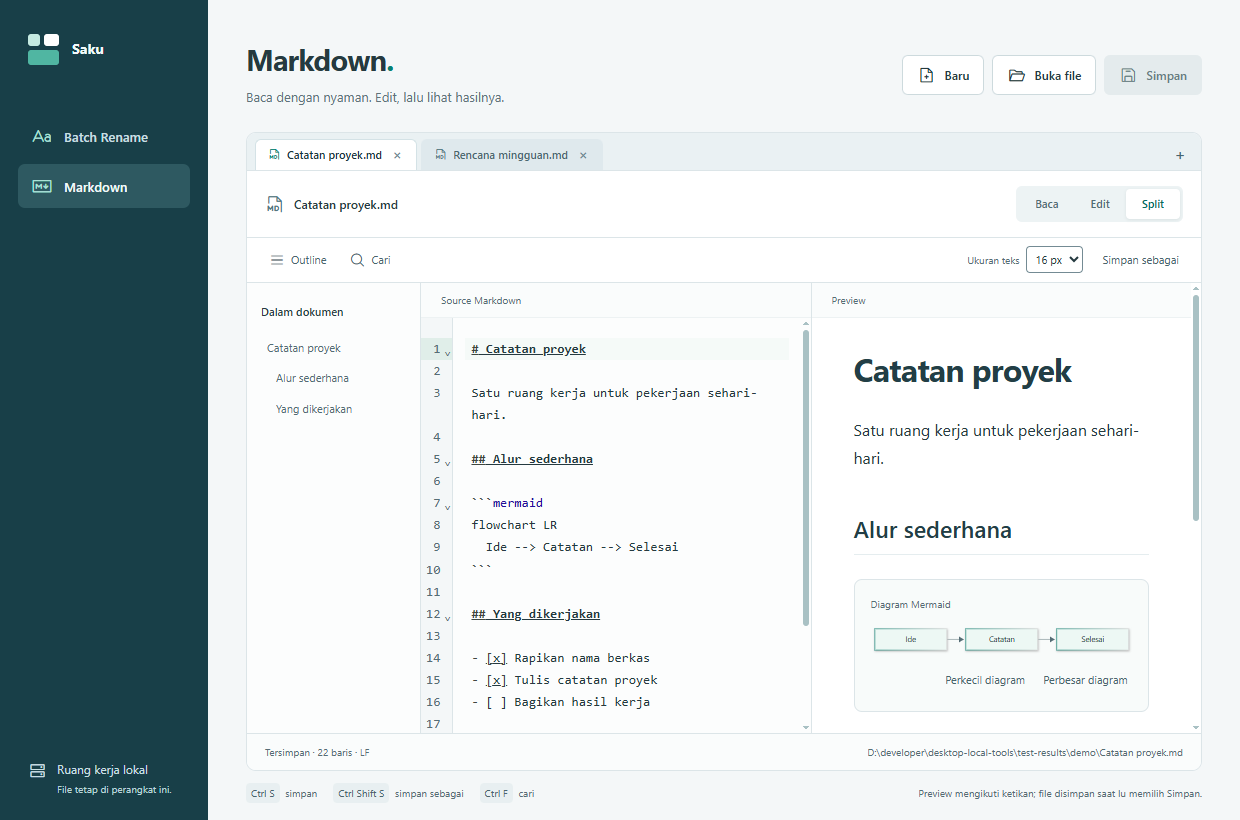 Saku
Aa Batch Rename
M Markdown
Ruang kerja lokal
File tetap di perangkat ini.
Markdown.
Baca dengan nyaman. Edit, lalu lihat hasilnya.
Baru
Buka file
Simpan
MD Catatan proyek.md ×
MD Rencana mingguan.md ×
+
MD Catatan proyek.md
Baca Edit Split
Outline
Cari
Ukuran teks 16 px
Simpan sebagai
Dalam dokumen
Catatan proyek
Alur sederhana
Yang dikerjakan
Source Markdown
1 # Catatan proyek
2
3 Satu ruang kerja untuk pekerjaan sehari-
hari.
4
5 ## Alur sederhana
6
7 ```mermaid
8 flowchart LR
9 Ide --> Catatan --> Selesai
10 ```
11
12 ## Yang dikerjakan
13
14 - [x] Rapikan nama berkas
15 - [x] Tulis catatan proyek
16 - [ ] Bagikan hasil kerja
17
Preview
Catatan proyek
Satu ruang kerja untuk pekerjaan sehari-
hari.
Alur sederhana
Diagram Mermaid
Ide Catatan Selesai
Perkecil diagram Perbesar diagram
Tersimpan · 22 baris · LF
D:\developer\desktop-local-tools\test-results\demo\Catatan proyek.md
Ctrl S simpan Ctrl Shift S simpan sebagai Ctrl F cari
Preview mengikuti ketikan; file disimpan saat lu memilih Simpan.